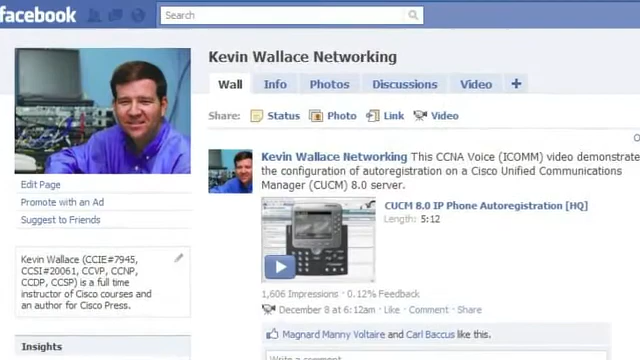 facebook
Search
Kevin Wallace Networking
Wall Info Photos Discussions Video +
Share: Status Photo Link Video
Kevin Wallace Networking This CCNA Voice (ICOMM) video demonstrate
the configuration of autoregistration on a Cisco Unified Communications
Manager (CUCM) 8.0 server.
CUCM 8.0 IP Phone Autoregistration [HQ]
Length: 5:12
1,606 Impressions · 0.12% Feedback
December 8 at 6:12am · Like · Comment · Share
Magnard Manny Voltaire and Carl Baccus like this.
Write a comment...
Edit Page
Promote with an Ad
Suggest to Friends
Kevin Wallace (CCIE#7945,
CCSI#20061, CCVP, CCNP,
CCDP, CCSP) is a full time
instructor of Cisco courses and
an author for Cisco Press.
Insights